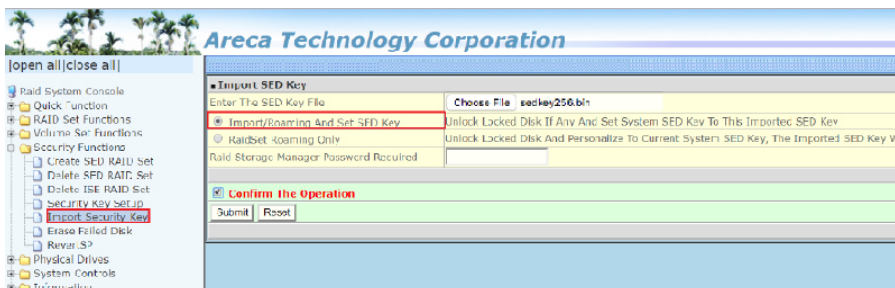 Areca Technology Corporation
|open all|close all|
Raid System Console
Quick Function
RAID Set Functions
Volume Set Functions
Security Functions
Create SED RAID Set
Delete SED RAID Set
Delete ISE RAID Set
Security Key Setup
Import Security Key
Erase Failed Disk
RevertSP
Physical Drives
System Controls
Information
Import SED Key
Enter The SED Key File Choose File sedkey256.bin
Import/Roaming And Set SED Key Unlock Locked Disk If Any And Set System SED Key To This Imported SED Key
RaidSet Roaming Only Unlock Locked Disk And Personalize To Current System SED Key, The Imported SED Key W
Raid Storage Manager Password Required
Confirm The Operation
Submit Reset